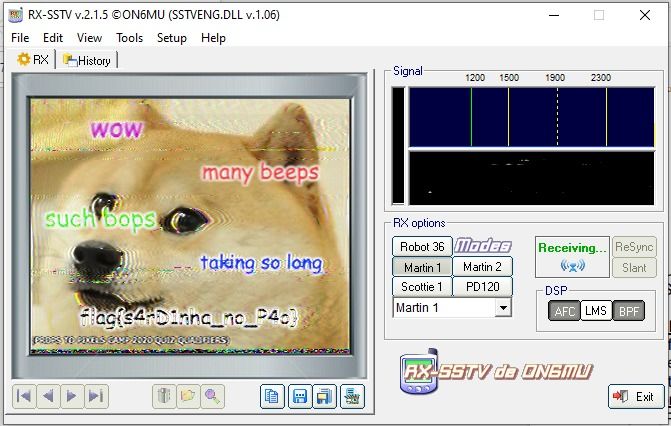 RX-SSTV v.2.1.5 ©ON6MU (SSTVENG.DLL v.1.06)
File Edit View Tools Setup Help
RX History
wow
many beeps
such bops
taking so long
flag{s4rD1nha_no_P4o}
{PROPS TO PIXELS CAMP 2020 QUIZ QUALIFIERS}
Signal
1200 1500 1900 2300
RX options
Robot 36 Modes
Martin 1 Martin 2
Scottie 1 PD120
Martin 1
Receiving... ReSync
Slant
DSP
AFC LMS BPF
RX-SSTV de ON6MU
Exit